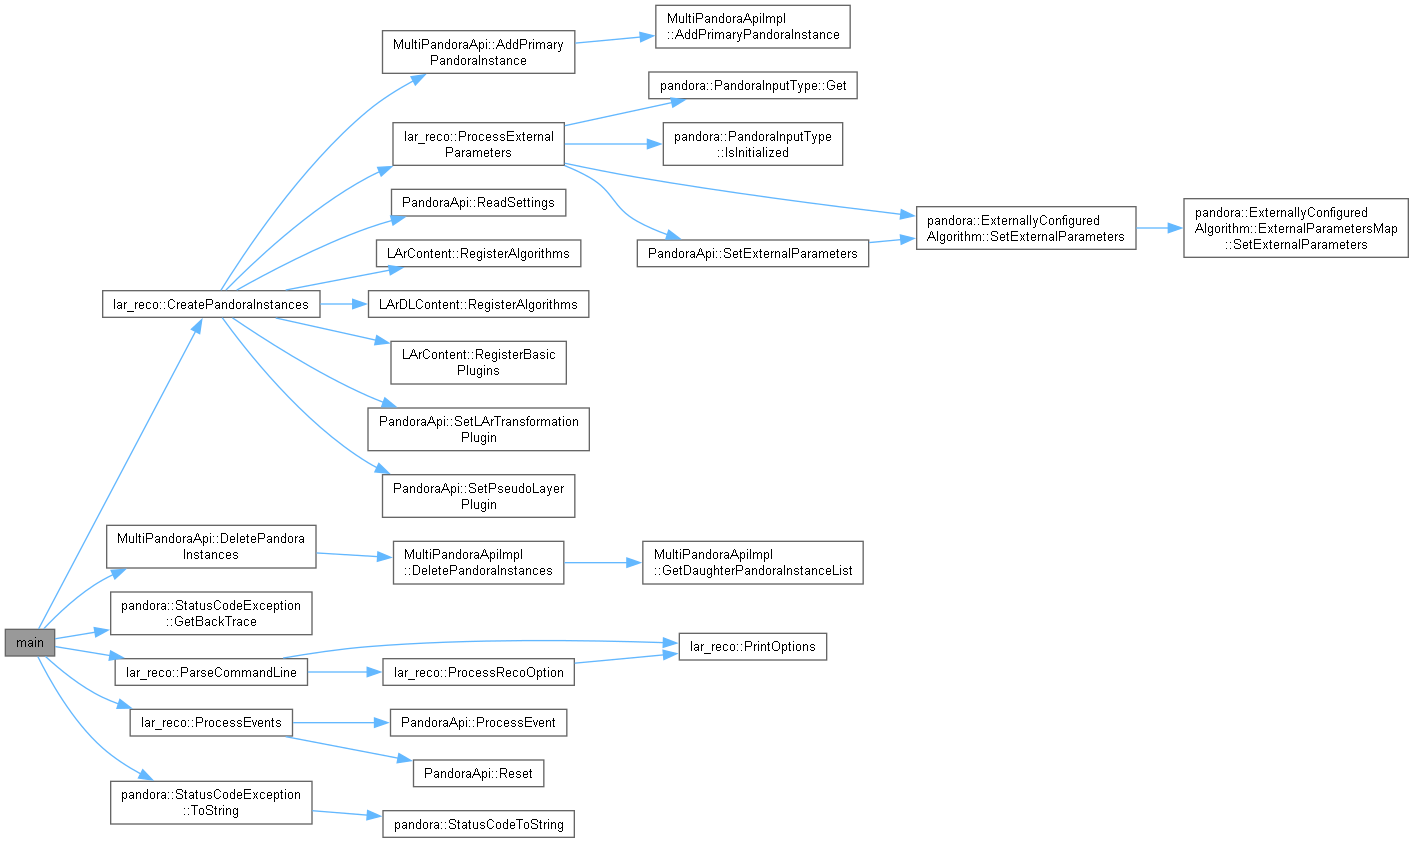 MultiPandoraApiImpl
::AddPrimaryPandoraInstance
MultiPandoraApi::AddPrimary
PandoraInstance
pandora::PandoraInputType::Get
lar_reco::ProcessExternal
Parameters
pandora::PandoraInputType
::IsInitialized
PandoraApi::ReadSettings
pandora::ExternallyConfigured
Algorithm::SetExternalParameters
pandora::ExternallyConfigured
Algorithm::ExternalParametersMap
::SetExternalParameters
LArContent::RegisterAlgorithms
PandoraApi::SetExternalParameters
lar_reco::CreatePandoraInstances
LArDLContent::RegisterAlgorithms
LArContent::RegisterBasic
Plugins
PandoraApi::SetLArTransformation
Plugin
PandoraApi::SetPseudoLayer
Plugin
MultiPandoraApi::DeletePandora
Instances
MultiPandoraApiImpl
::DeletePandoraInstances
MultiPandoraApiImpl
::GetDaughterPandoraInstanceList
pandora::StatusCodeException
::GetBackTrace
main
lar_reco::PrintOptions
lar_reco::ParseCommandLine
lar_reco::ProcessRecoOption
lar_reco::ProcessEvents
PandoraApi::ProcessEvent
PandoraApi::Reset
pandora::StatusCodeException
::ToString
pandora::StatusCodeToString